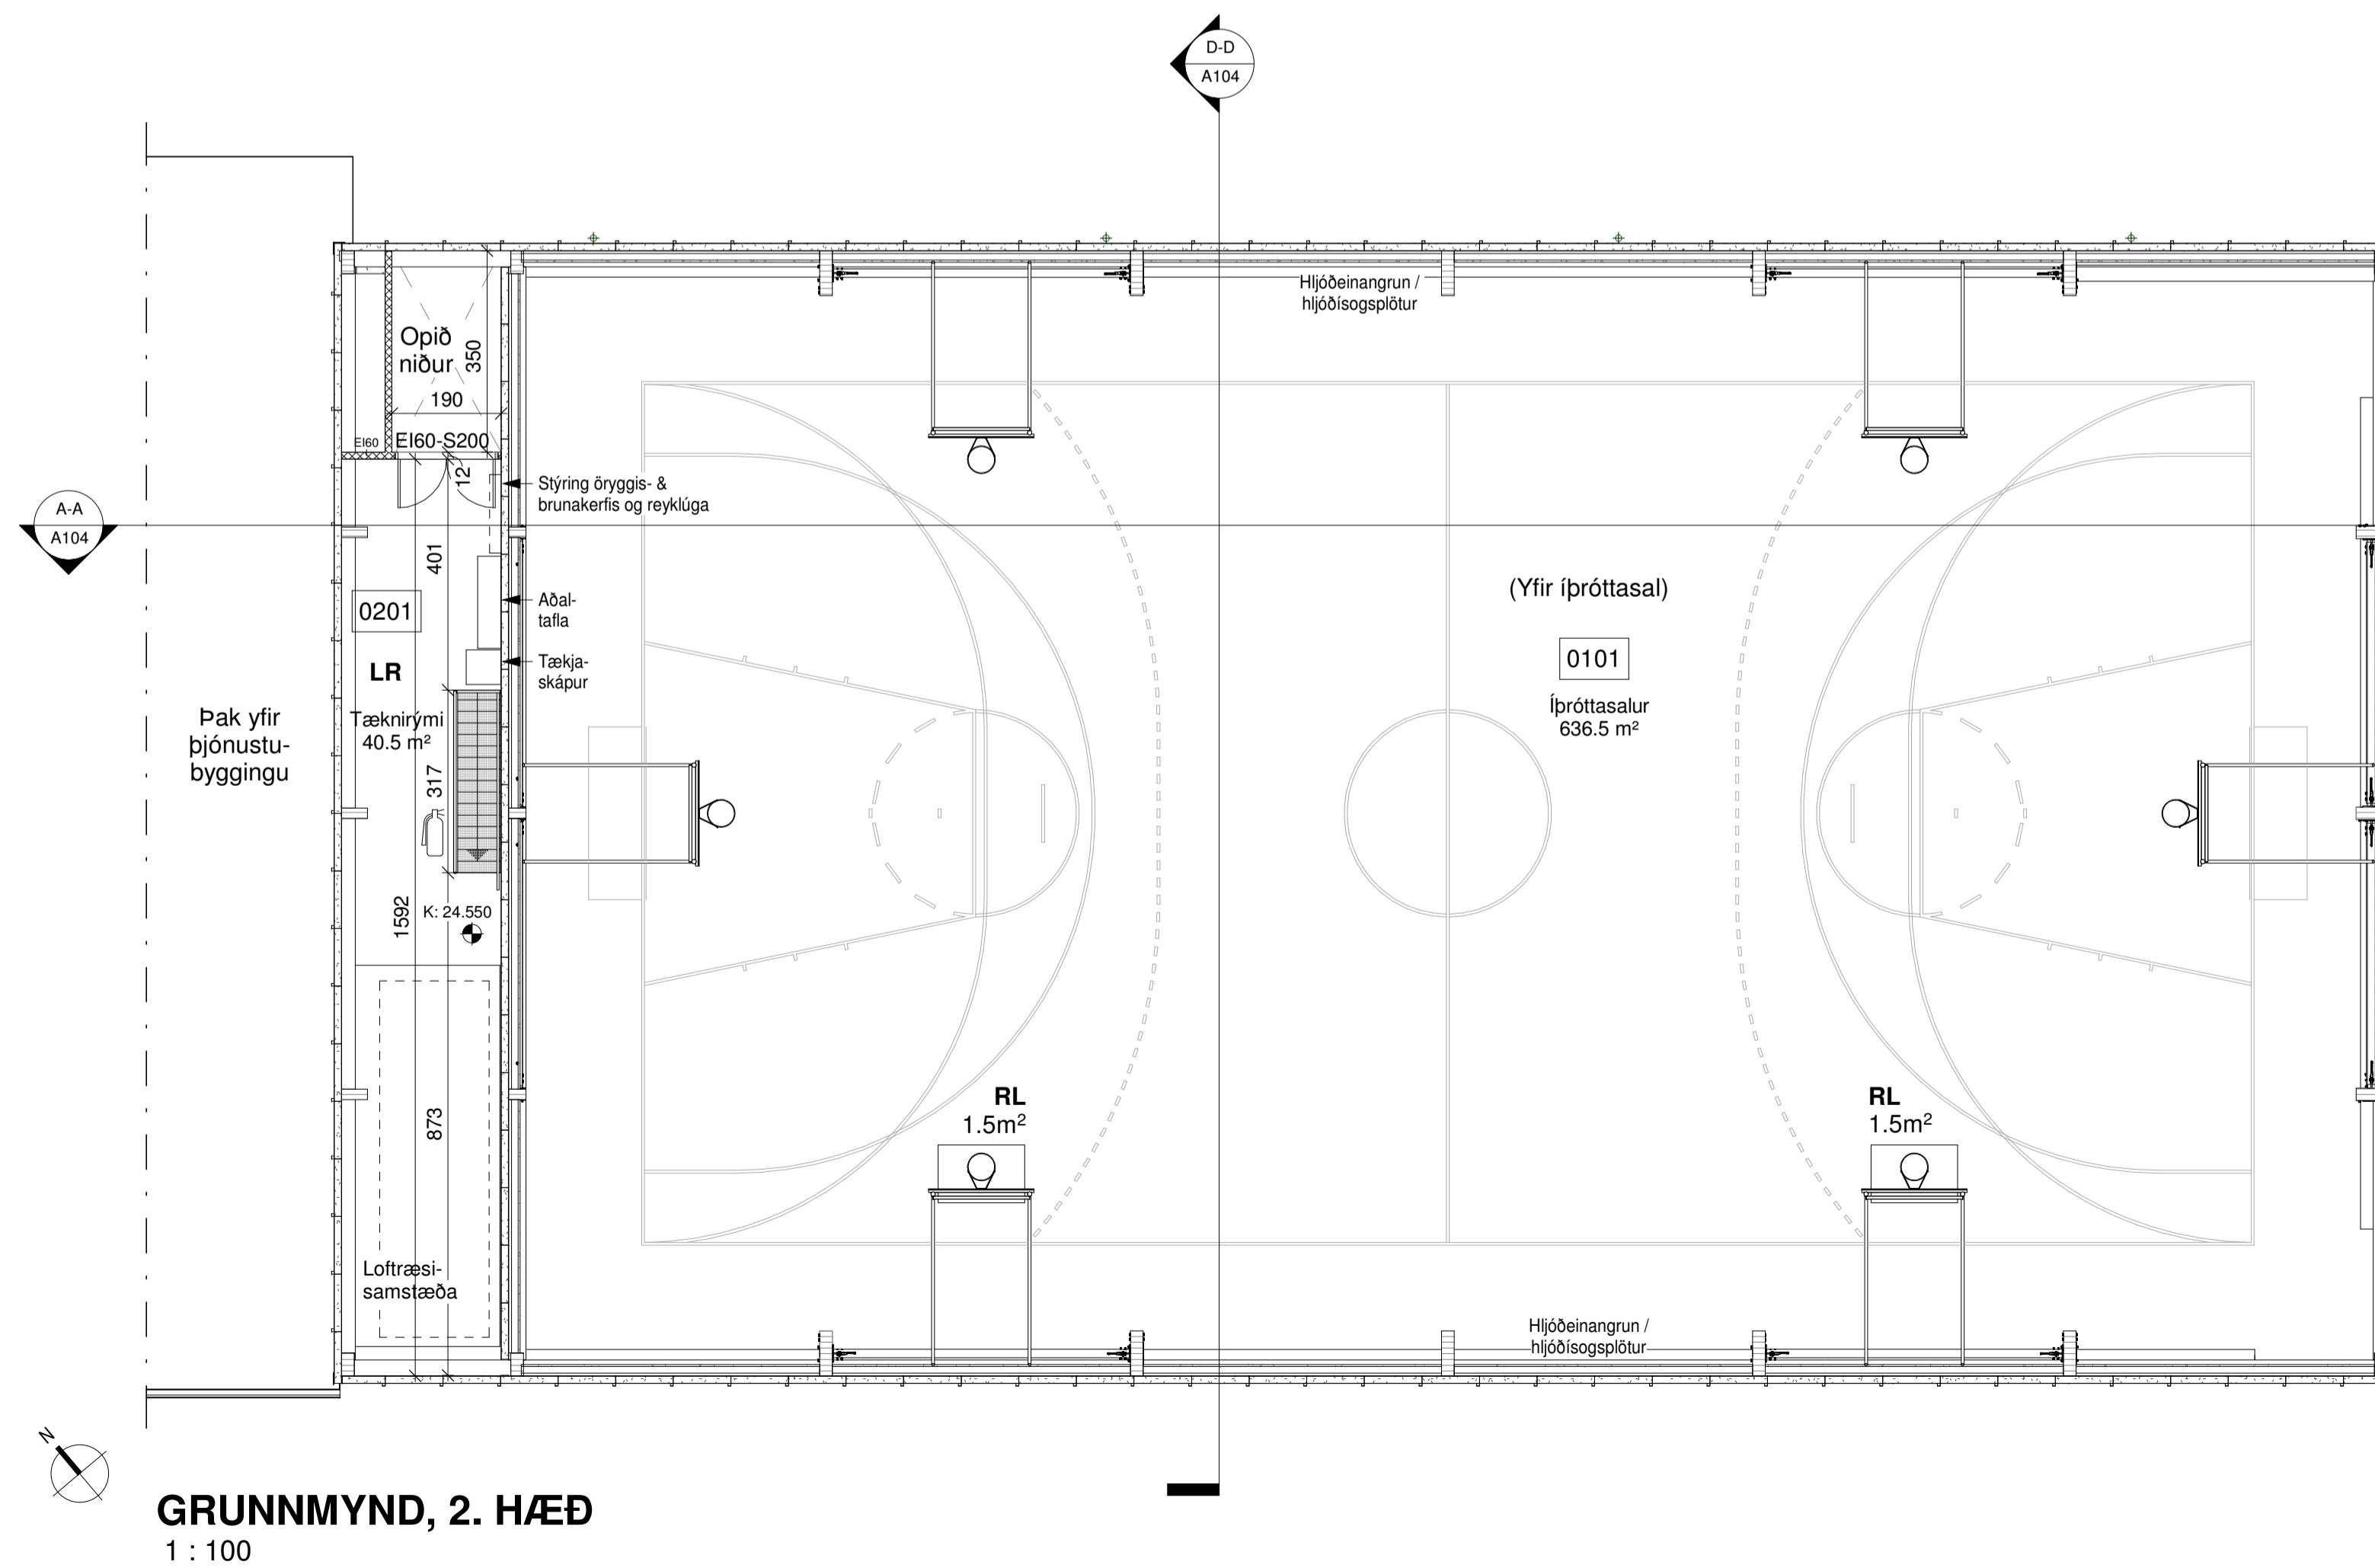 D-D
A104
Hljóðeinangrun /
hljóðísogsplötur
Opið
niður
350
190
EI60
EI60-S200
12
Stýring öryggis- &
brunakerfis og reyklúga
A-A
A104
401
(Yfir íþróttasal)
0201
Aðal-
tafla
0101
LR
Tækja-
skápur
Íþróttasalur
636.5 m²
Þak yfir
þjónustu-
byggingu
Tæknirými
40.5 m²
317
1592
K: 24.550
873
RL
1.5m²
RL
1.5m²
Loftræsi-
samstæða
Hljóðeinangrun /
hljóðísogsplötur
N
GRUNNMYND, 2. HÆÐ
1 : 100